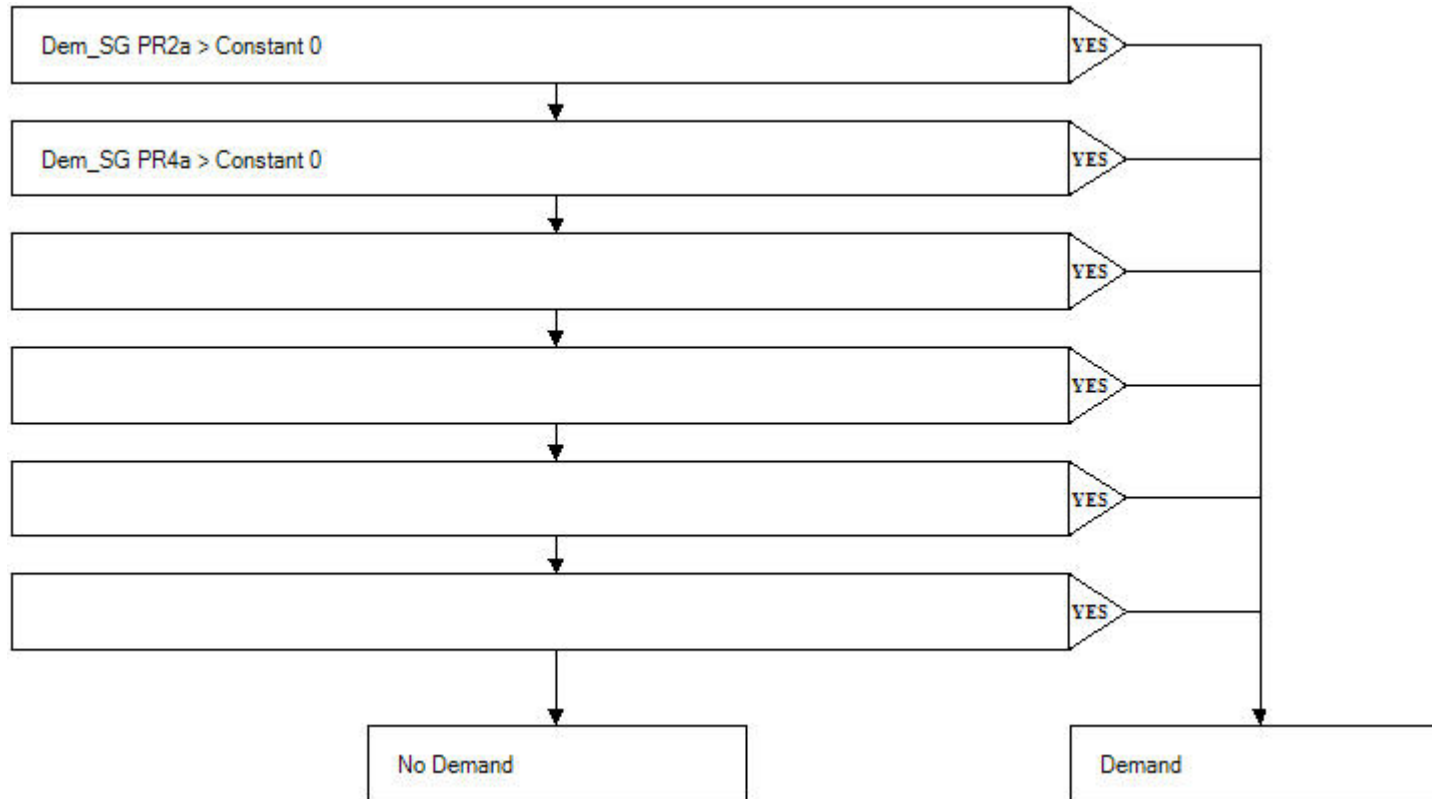 Dem_SG PR2a > Constant 0
YES
Dem_SG PR4a > Constant 0
YES
YES
YES
YES
YES
No Demand
Demand